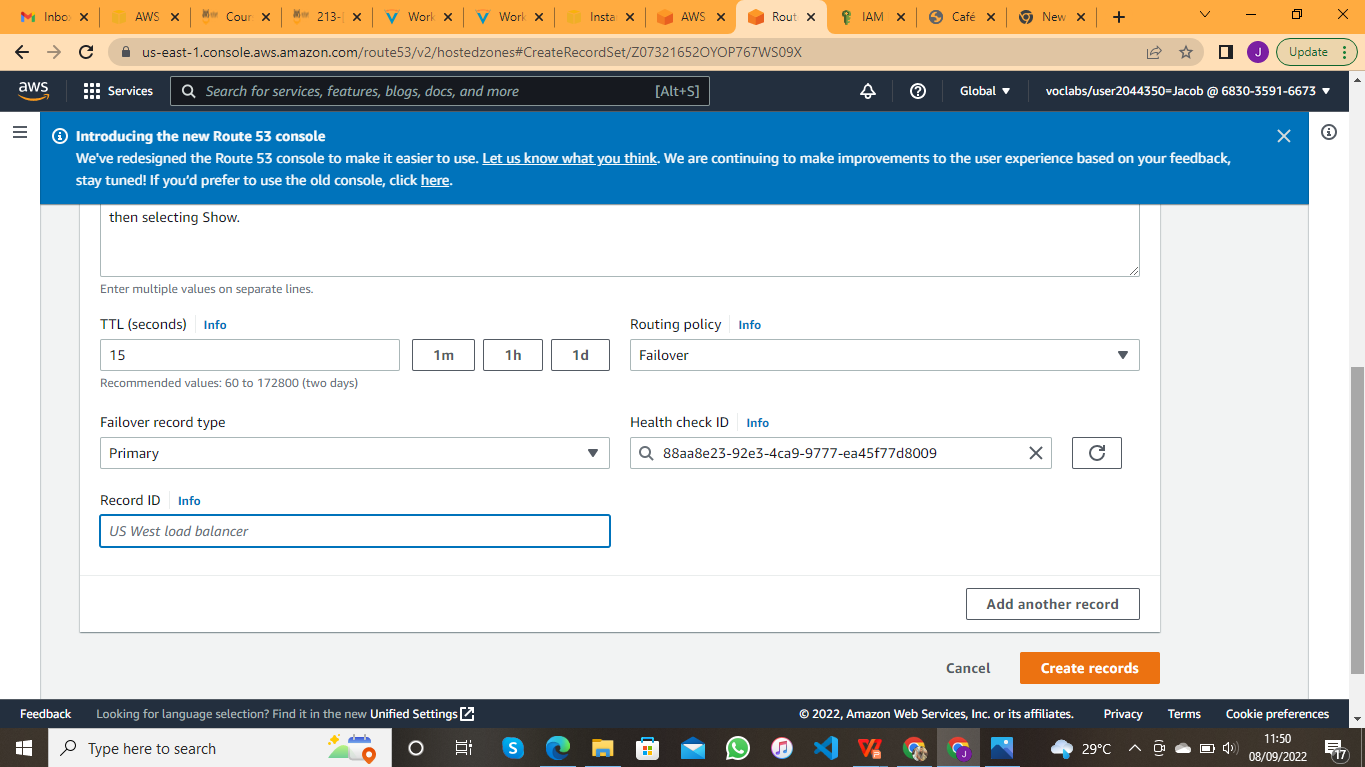 Inbo
AWS
Cour
213-
Work
Work
Insta
AWS
Rout
IAM
Café
New
us-east-1.console.aws.amazon.com/route53/v2/hostedzones#CreateRecordSet/Z07321652OYOP767WS09X
J
Update
aws
Services
Search for services, features, blogs, docs, and more
[Alt+S]
Global
voclabs/user2044350=Jacob @ 6830-3591-6673
Introducing the new Route 53 console
We've redesigned the Route 53 console to make it easier to use. Let us know what you think. We are continuing to make improvements to the user experience based on your feedback,
stay tuned! If you'd prefer to use the old console, click here.
then selecting Show.
Enter multiple values on separate lines.
TTL (seconds)
Info
Routing policy
Info
15
1m
1h
1d
Failover
Recommended values: 60 to 172800 (two days)
Failover record type
Health check ID
Info
Primary
88aa8e23-92e3-4ca9-9777-ea45f77d8009
Record ID
Info
US West load balancer
Add another record
Cancel
Create records
Feedback
Looking for language selection? Find it in the new Unified Settings
© 2022, Amazon Web Services, Inc. or its affiliates.
Privacy
Terms
Cookie preferences
Type here to search
29°C
11:50
08/09/2022
17